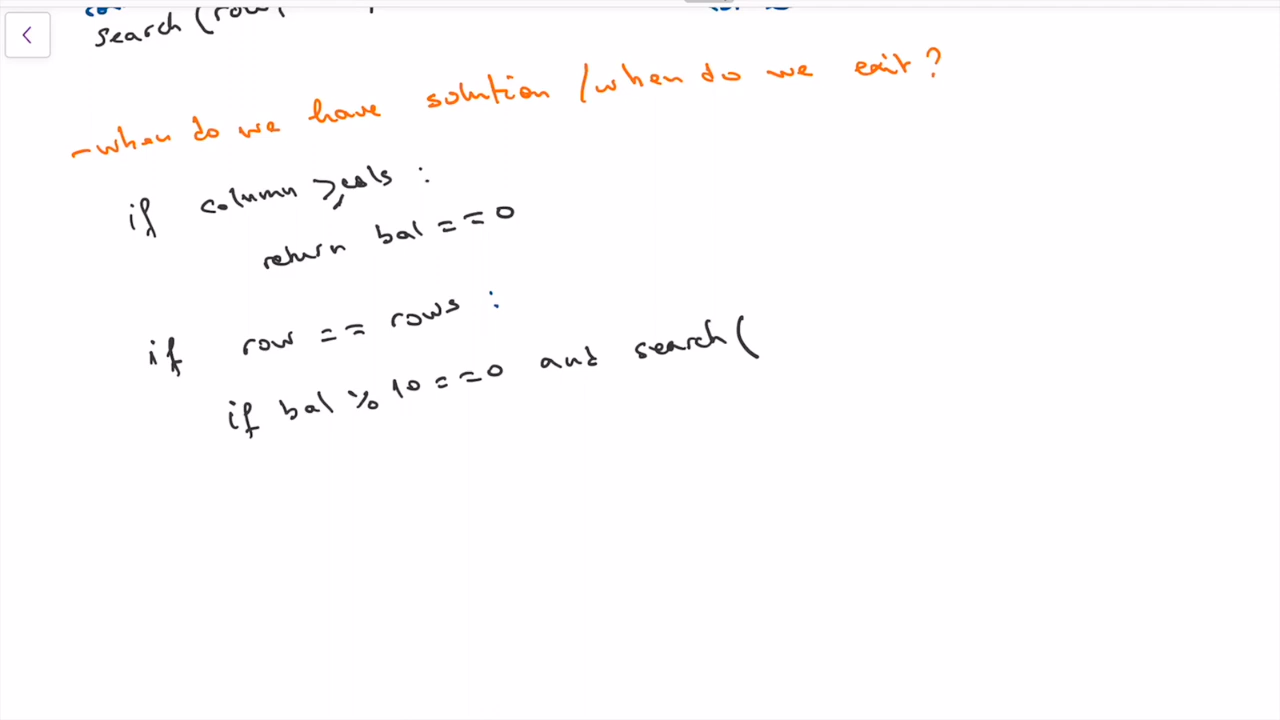 search (row,
-when do we have solution /when do we exit?
if column ⩾ cols :
return bal == 0
if row == rows :
if bal % 10 == 0 and search (